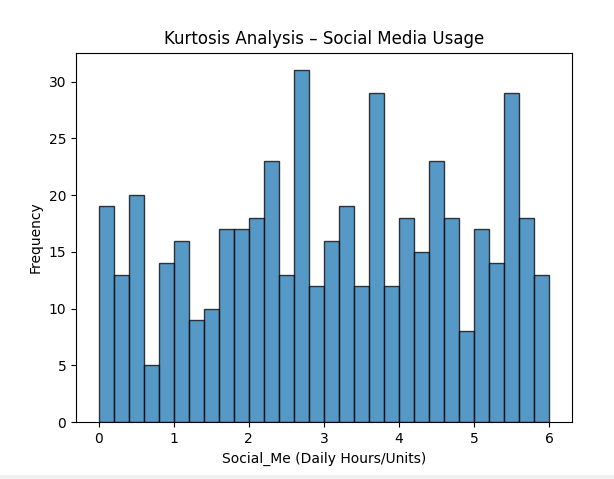 Kurtosis Analysis – Social Media Usage
30
25
20
15
10
5
0
Frequency
0 1 2 3 4 5 6
Social_Me (Daily Hours/Units)